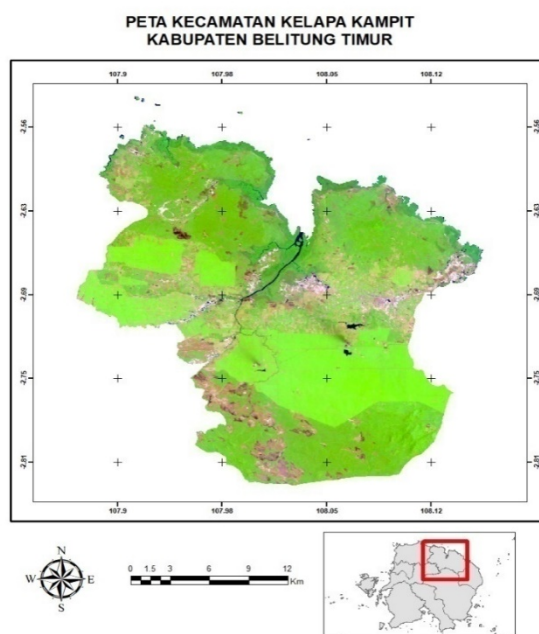 PETA KECAMATAN KELAPA KAMPIT
KABUPATEN BELITUNG TIMUR
107.9 107.98 108.05 108.12
-2.56 -2.56
-2.63 -2.63
-2.69 -2.69
-2.75 -2.75
-2.81 -2.81
107.9 107.98 108.05 108.12
N
W E
S
0 1.5 3 6 9 12
Km